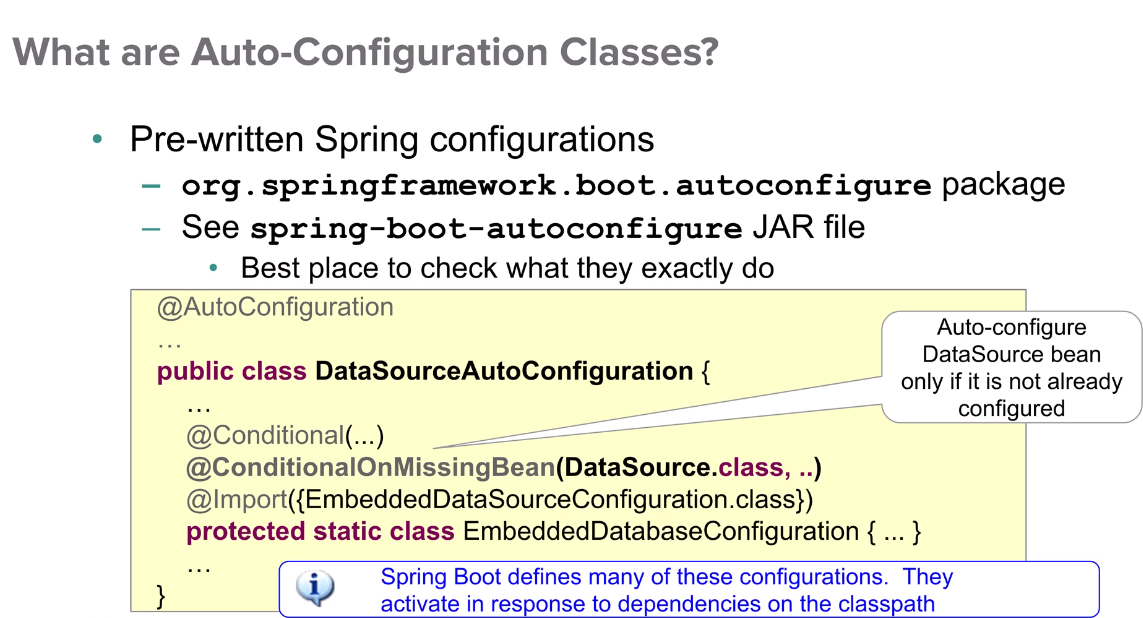 What are Auto-Configuration Classes?
• Pre-written Spring configurations
– org.springframework.boot.autoconfigure package
– See spring-boot-autoconfigure JAR file
• Best place to check what they exactly do
@AutoConfiguration
…
public class DataSourceAutoConfiguration {
…
@Conditional(...)
@ConditionalOnMissingBean(DataSource.class, ..)
@Import({EmbeddedDataSourceConfiguration.class})
protected static class EmbeddedDatabaseConfiguration { ... }
…
}
Auto-configure
DataSource bean
only if it is not already
configured
Spring Boot defines many of these configurations. They
activate in response to dependencies on the classpath